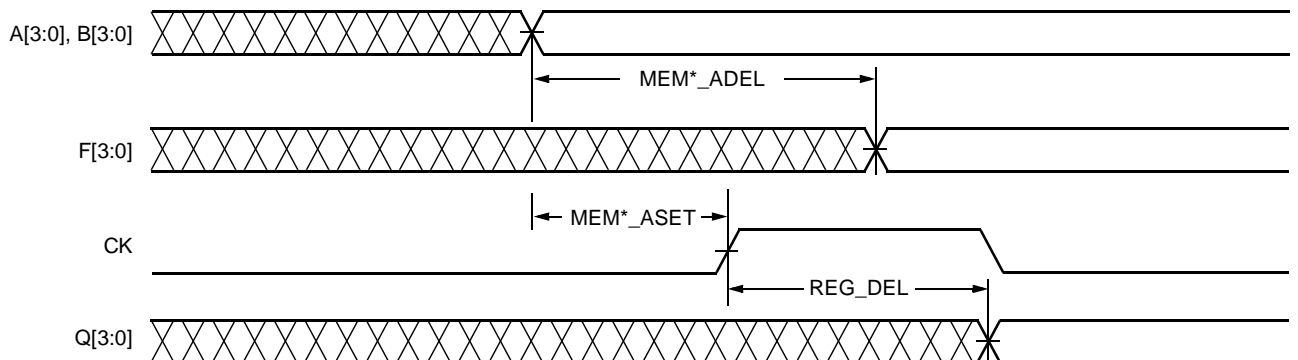 A[3:0], B[3:0]
MEM*_ADEL
F[3:0]
MEM*_ASET
CK
REG_DEL
Q[3:0]